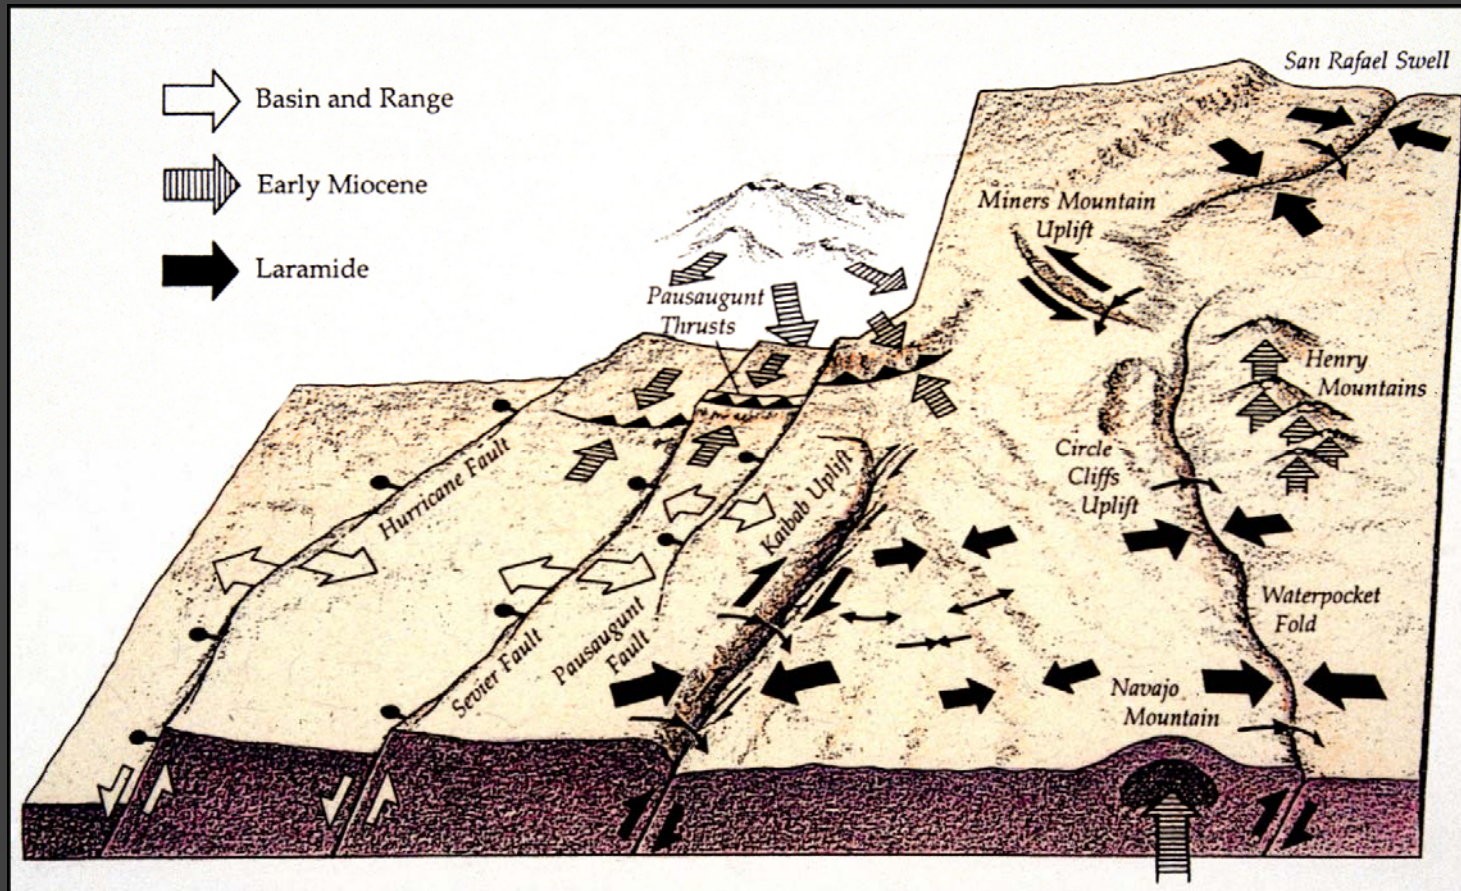 Basin and Range
Early Miocene
Laramide
San Rafael Swell
Miners Mountain
Uplift
Pausaugunt
Thrusts
Henry
Mountains
Hurricane Fault
Kaibab Uplift
Circle
Cliffs
Uplift
Sevier Fault
Pausaugunt
Fault
Waterpocket
Fold
Navajo
Mountain